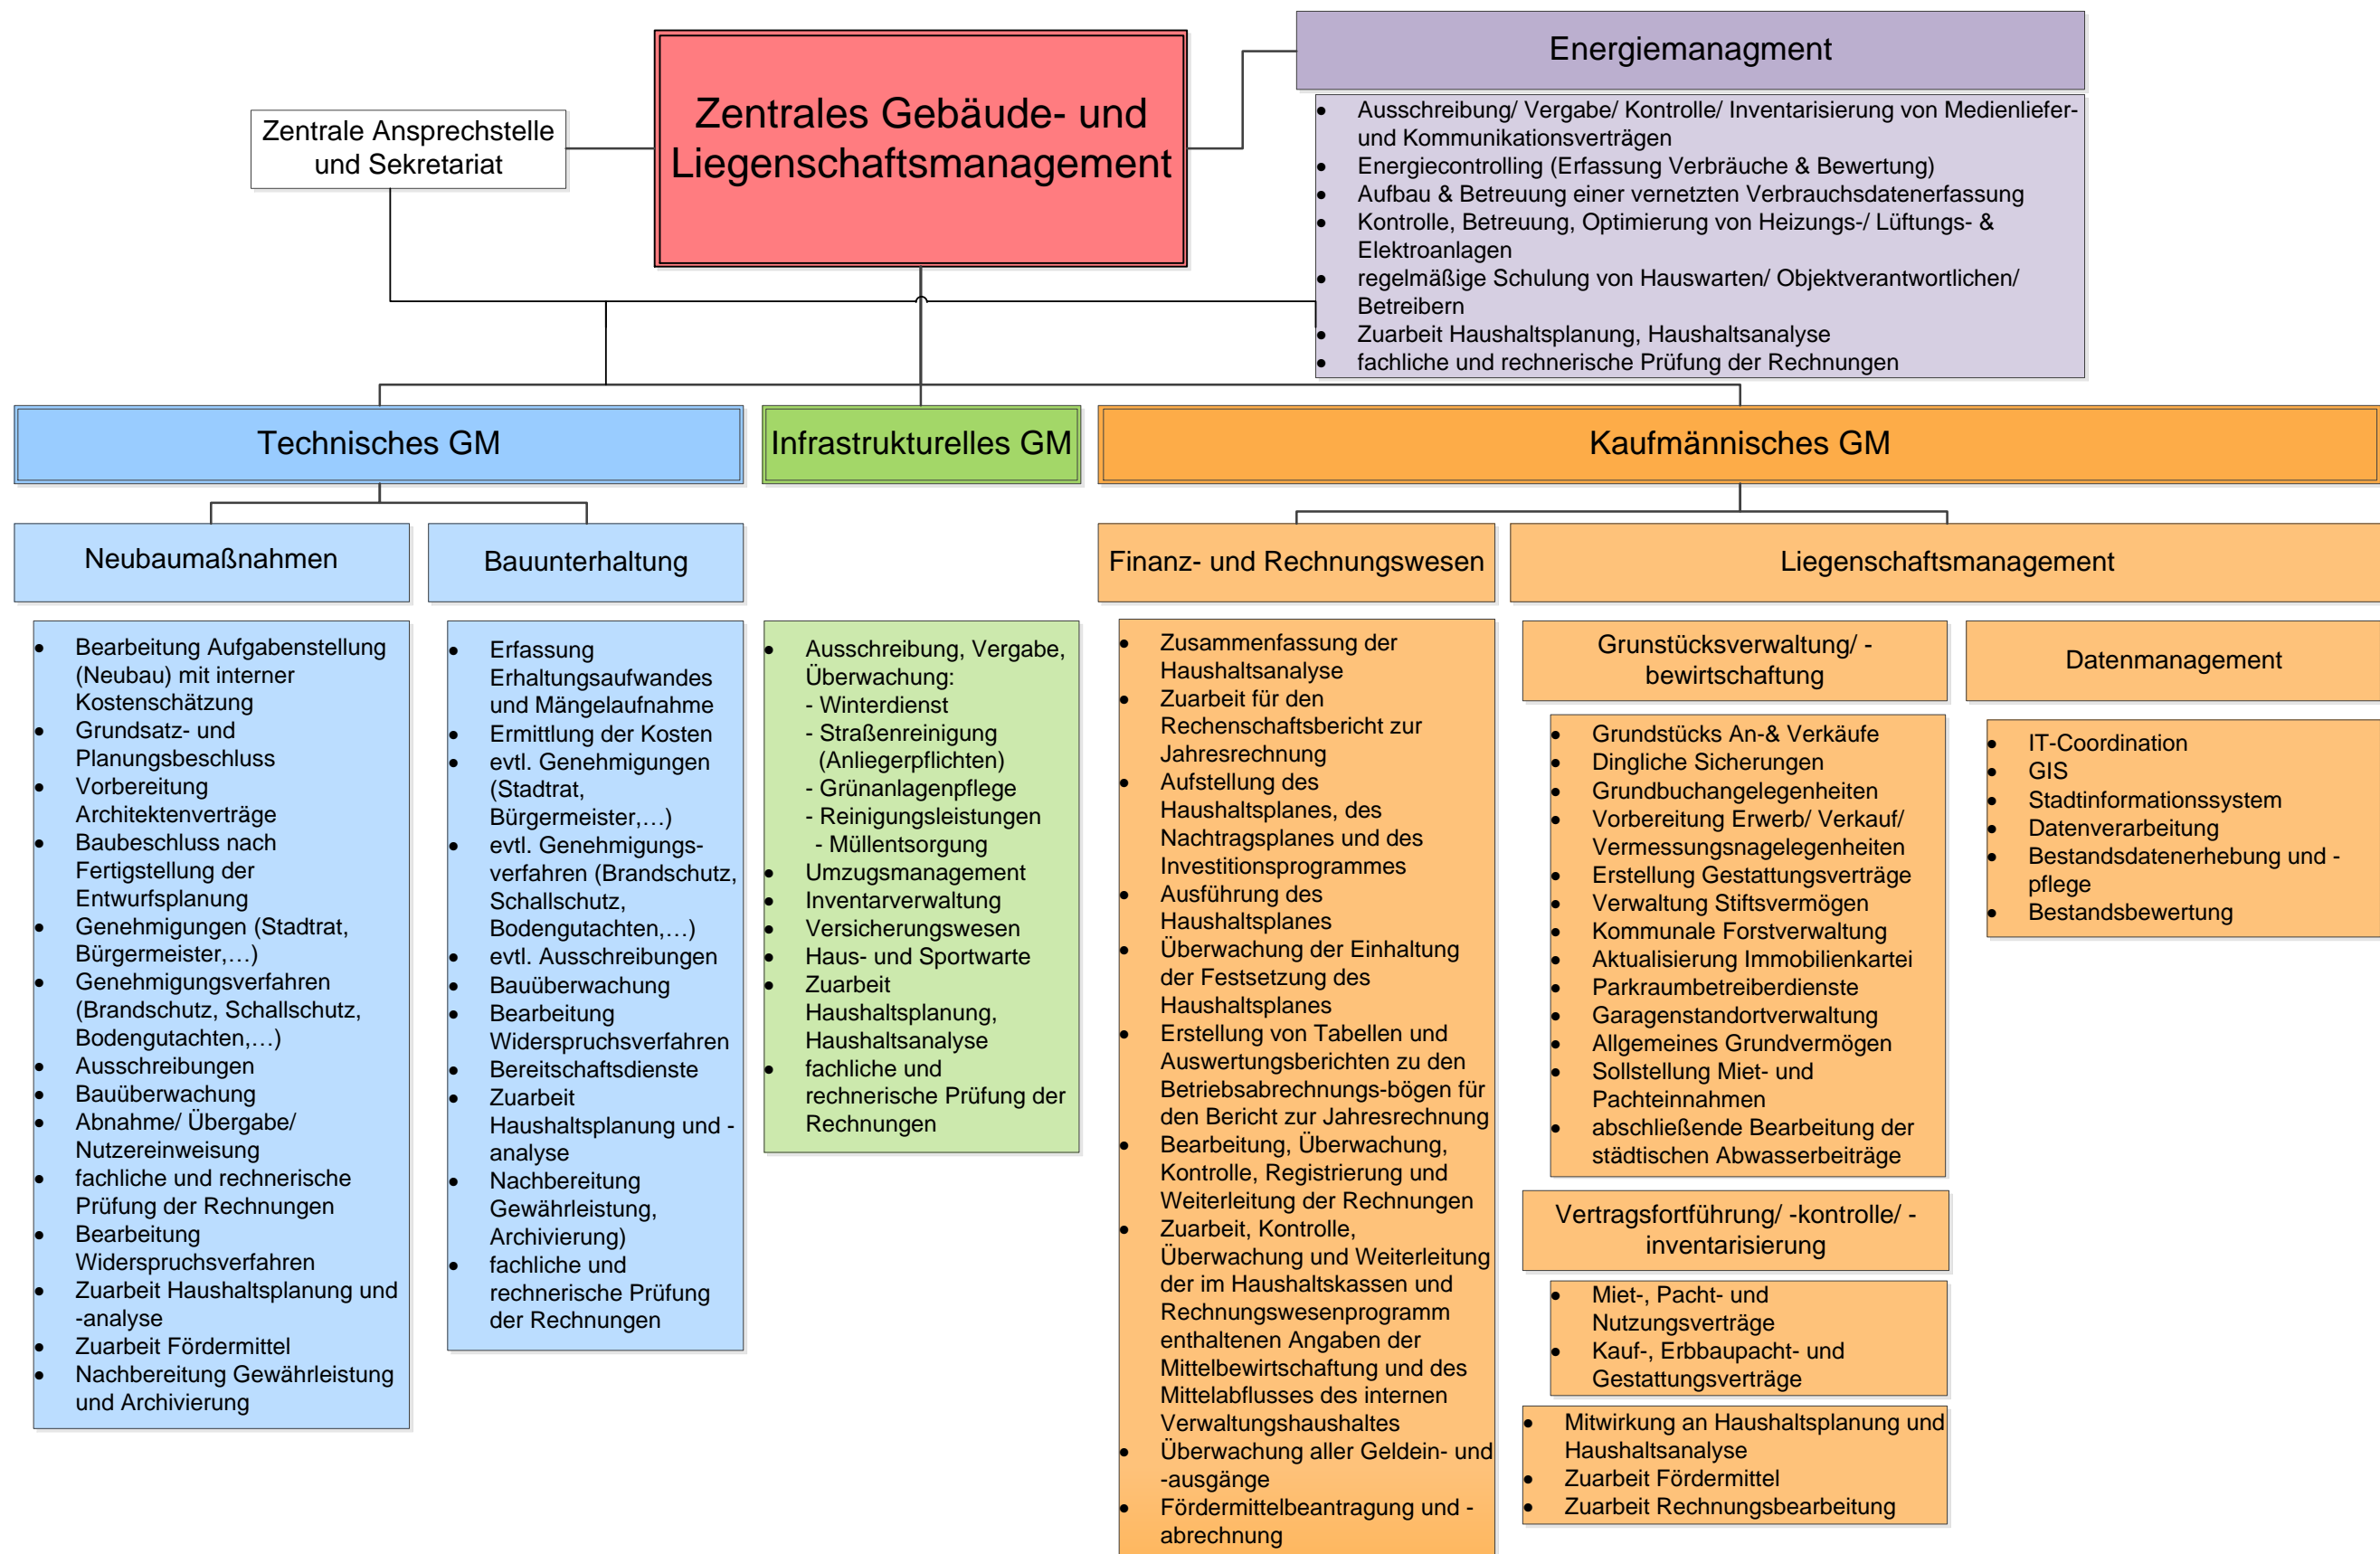 Energiemanagment
Zentrales Gebäude- und
Liegenschaftsmanagement
Zentrale Ansprechstelle
und Sekretariat
• Ausschreibung/ Vergabe/ Kontrolle/ Inventarisierung von Medienliefer-
und Kommunikationsverträgen
• Energiecontrolling (Erfassung Verbräuche & Bewertung)
• Aufbau & Betreuung einer vernetzten Verbrauchsdatenerfassung
• Kontrolle, Betreuung, Optimierung von Heizungs-/ Lüftungs- &
Elektroanlagen
• regelmäßige Schulung von Hauswarten/ Objektverantwortlichen/
Betreibern
• Zuarbeit Haushaltsplanung, Haushaltsanalyse
• fachliche und rechnerische Prüfung der Rechnungen
Technisches GM
Infrastrukturelles GM
Kaufmännisches GM
Neubaumaßnahmen
Bauunterhaltung
Finanz- und Rechnungswesen
Liegenschaftsmanagement
• Bearbeitung Aufgabenstellung
(Neubau) mit interner
Kostenschätzung
• Grundsatz- und
Planungsbeschluss
• Vorbereitung
Architektenverträge
• Baubeschluss nach
Fertigstellung der
Entwurfsplanung
• Genehmigungen (Stadtrat,
Bürgermeister,…)
• Genehmigungsverfahren
(Brandschutz, Schallschutz,
Bodengutachten,…)
• Ausschreibungen
• Bauüberwachung
• Abnahme/ Übergabe/
Nutzereinweisung
• fachliche und rechnerische
Prüfung der Rechnungen
• Bearbeitung
Widerspruchsverfahren
• Zuarbeit Haushaltsplanung und
-analyse
• Zuarbeit Fördermittel
• Nachbereitung Gewährleistung
und Archivierung
• Erfassung
Erhaltungsaufwandes
und Mängelaufnahme
• Ermittlung der Kosten
• evtl. Genehmigungen
(Stadtrat,
Bürgermeister,…)
• evtl. Genehmigungs-
verfahren (Brandschutz,
Schallschutz,
Bodengutachten,…)
• evtl. Ausschreibungen
• Bauüberwachung
• Bearbeitung
Widerspruchsverfahren
• Bereitschaftsdienste
• Zuarbeit
Haushaltsplanung und -
analyse
• Nachbereitung
Gewährleistung,
Archivierung)
• fachliche und
rechnerische Prüfung
der Rechnungen
• Ausschreibung, Vergabe,
Überwachung:
- Winterdienst
- Straßenreinigung
(Anliegerpflichten)
- Grünanlagenpflege
- Reinigungsleistungen
- Müllentsorgung
• Umzugsmanagement
• Inventarverwaltung
• Versicherungswesen
• Haus- und Sportwarte
• Zuarbeit
Haushaltsplanung,
Haushaltsanalyse
• fachliche und
rechnerische Prüfung der
Rechnungen
• Zusammenfassung der
Haushaltsanalyse
• Zuarbeit für den
Rechenschaftsbericht zur
Jahresrechnung
• Aufstellung des
Haushaltsplanes, des
Nachtragsplanes und des
Investitionsprogrammes
• Ausführung des
Haushaltsplanes
• Überwachung der Einhaltung
der Festsetzung des
Haushaltsplanes
• Erstellung von Tabellen und
Auswertungsberichten zu den
Betriebsabrechnungs-bögen für
den Bericht zur Jahresrechnung
• Bearbeitung, Überwachung,
Kontrolle, Registrierung und
Weiterleitung der Rechnungen
• Zuarbeit, Kontrolle,
Überwachung und Weiterleitung
der im Haushaltskassen und
Rechnungswesenprogramm
enthaltenen Angaben der
Mittelbewirtschaftung und des
Mittelabflusses des internen
Verwaltungshaushaltes
• Überwachung aller Geldein- und
-ausgänge
• Fördermittelbeantragung und -
abrechnung
Grunstücksverwaltung/ -
bewirtschaftung
• Grundstücks An-& Verkäufe
• Dingliche Sicherungen
• Grundbuchangelegenheiten
• Vorbereitung Erwerb/ Verkauf/
Vermessungsnagelegenheiten
• Erstellung Gestattungsverträge
• Verwaltung Stiftsvermögen
• Kommunale Forstverwaltung
• Aktualisierung Immobilienkartei
• Parkraumbetreiberdienste
• Garagenstandortverwaltung
• Allgemeines Grundvermögen
• Sollstellung Miet- und
Pachteinnahmen
• abschließende Bearbeitung der
städtischen Abwasserbeiträge
Vertragsfortführung/ -kontrolle/ -
inventarisierung
• Miet-, Pacht- und
Nutzungsverträge
• Kauf-, Erbbaupacht- und
Gestattungsverträge
• Mitwirkung an Haushaltsplanung und
Haushaltsanalyse
• Zuarbeit Fördermittel
• Zuarbeit Rechnungsbearbeitung
Datenmanagement
• IT-Coordination
• GIS
• Stadtinformationssystem
• Datenverarbeitung
• Bestandsdatenerhebung und -
pflege
• Bestandsbewertung